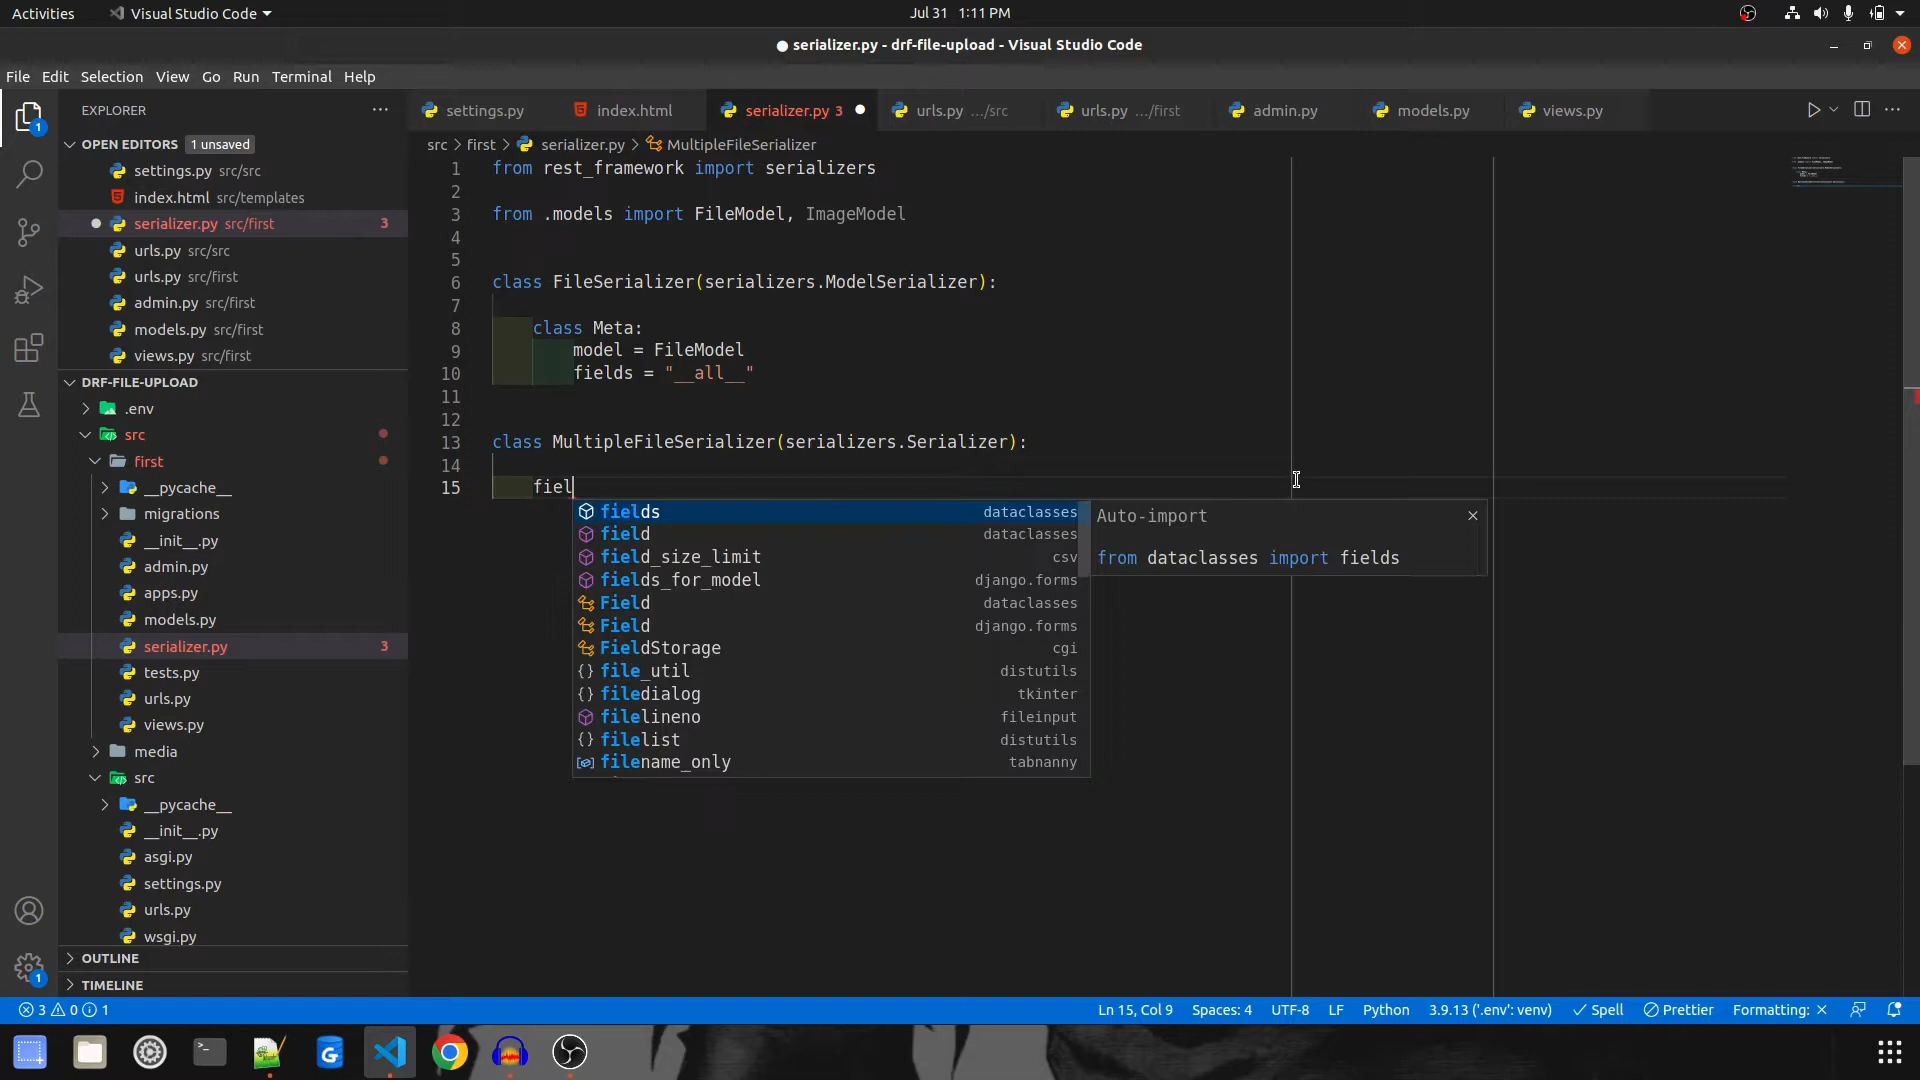 Activities
Visual Studio Code
Jul 31 1:11 PM
serializer.py - drf-file-upload - Visual Studio Code
File Edit Selection View Go Run Terminal Help
EXPLORER
OPEN EDITORS 1 unsaved
settings.py src/src
index.html src/templates
serializer.py src/first 3
urls.py src/src
urls.py src/first
admin.py src/first
models.py src/first
views.py src/first
DRF-FILE-UPLOAD
.env
src
first
__pycache__
migrations
__init__.py
admin.py
apps.py
models.py
serializer.py 3
tests.py
urls.py
views.py
media
src
__pycache__
__init__.py
asgi.py
settings.py
urls.py
wsgi.py
OUTLINE
TIMELINE
1
1
settings.py index.html serializer.py 3 urls.py .../src urls.py .../first admin.py models.py views.py
src > first > serializer.py > MultipleFileSerializer
1 from rest_framework import serializers
2
3 from .models import FileModel, ImageModel
4
5
6 class FileSerializer(serializers.ModelSerializer):
7
8 class Meta:
9 model = FileModel
10 fields = "__all__"
11
12
13 class MultipleFileSerializer(serializers.Serializer):
14
15 fiel
fields dataclasses
field dataclasses
field_size_limit csv
fields_for_model django.forms
Field dataclasses
Field django.forms
FieldStorage cgi
file_util distutils
filedialog tkinter
filelineno fileinput
filelist distutils
filename_only tabnanny
Auto-import
from dataclasses import fields
3 0 1
Ln 15, Col 9 Spaces: 4 UTF-8 LF Python 3.9.13 ('.env': venv) Spell Prettier Formatting: